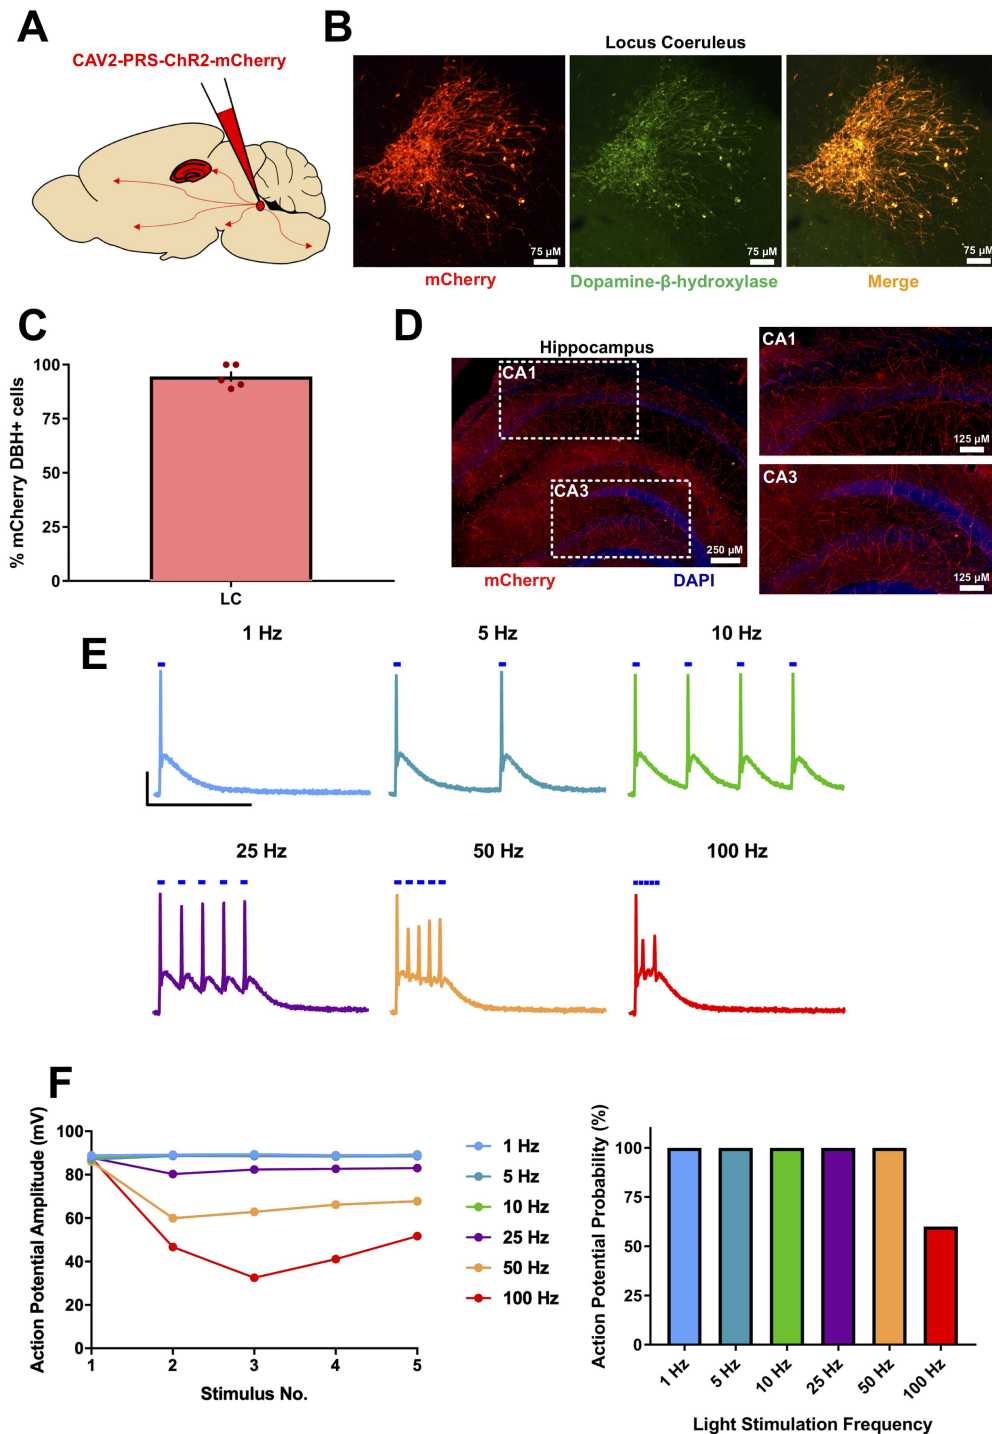 A
CAV2-PRS-ChR2-mCherry
B
Locus Coeruleus
75 µM
75 µM
75 µM
mCherry
Dopamine-β-hydroxylase
Merge
C
% mCherry DBH+ cells
100
75
50
25
0
LC
D
Hippocampus
CA1
CA3
250 µM
mCherry
DAPI
CA1
125 µM
CA3
125 µM
E
1 Hz
5 Hz
10 Hz
25 Hz
50 Hz
100 Hz
F
Action Potential Amplitude (mV)
100
80
60
40
20
0
1
2
3
4
5
Stimulus No.
1 Hz
5 Hz
10 Hz
25 Hz
50 Hz
100 Hz
Action Potential Probability (%)
100
75
50
25
0
1 Hz
5 Hz
10 Hz
25 Hz
50 Hz
100 Hz
Light Stimulation Frequency